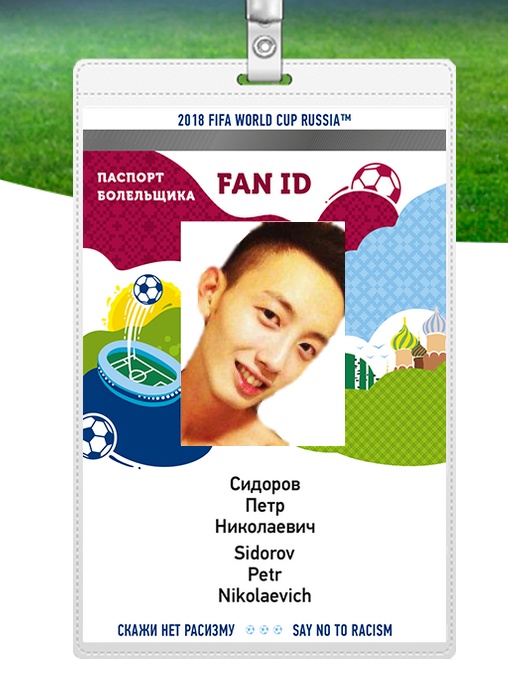 2018 FIFA WORLD CUP RUSSIA™
ПАСПОРТ
БОЛЕЛЬЩИКА
FAN ID
Сидоров
Петр
Николаевич
Sidorov
Petr
Nikolaevich
СКАЖИ НЕТ РАСИЗМУ SAY NO TO RACISM